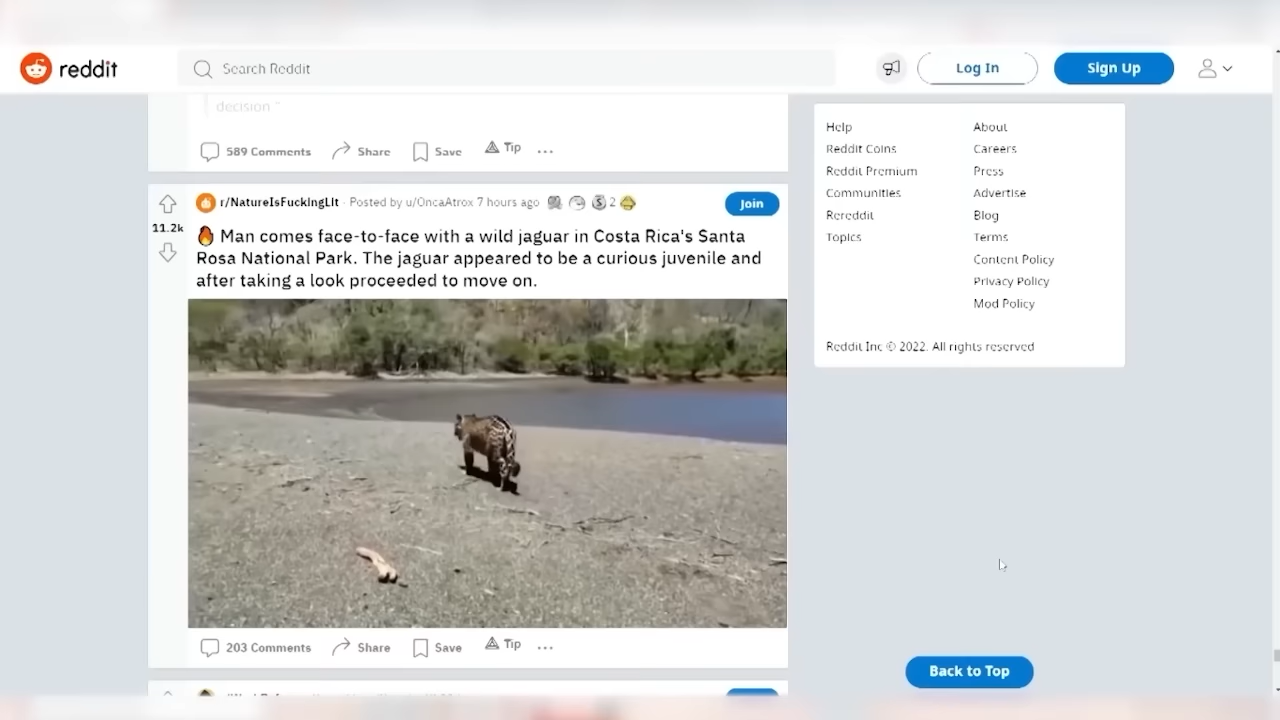 reddit
Search Reddit
Log In
Sign Up
decision "
589 Comments
Share
Save
Tip
r/NatureIsFuckingLit · Posted by u/OncaAtrox 7 hours ago
2
Join
11.2k
Man comes face-to-face with a wild jaguar in Costa Rica's Santa
Rosa National Park. The jaguar appeared to be a curious juvenile and
after taking a look proceeded to move on.
203 Comments
Share
Save
Tip
Help
About
Reddit Coins
Careers
Reddit Premium
Press
Communities
Advertise
Rereddit
Blog
Topics
Terms
Content Policy
Privacy Policy
Mod Policy
Reddit Inc © 2022. All rights reserved
Back to Top